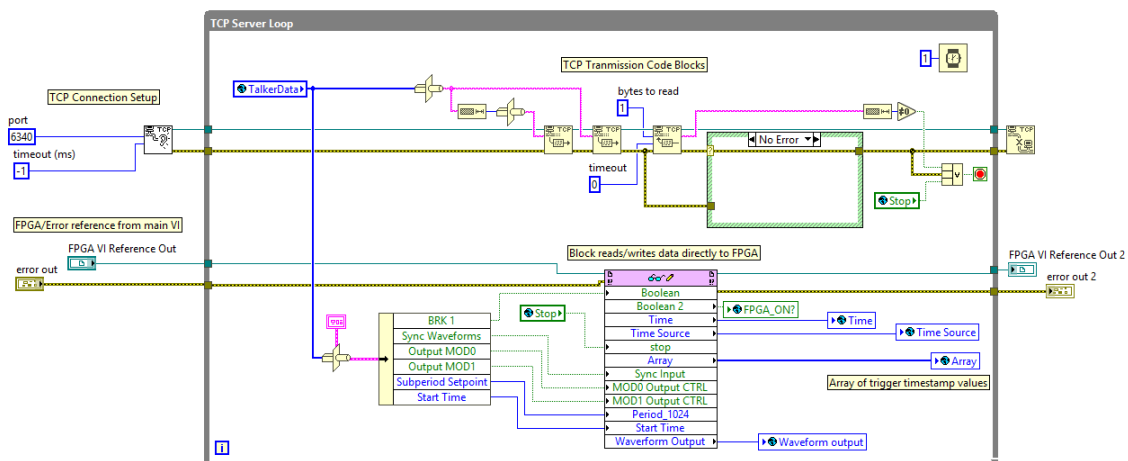 TCP Server Loop
1
TalkerData
TCP Tranmission Code Blocks
TCP Connection Setup
bytes to read
1
port
6340
TCP
TCP
TCP
TCP
TCP
No Error
timeout (ms)
-1
timeout
0
Stop
FPGA/Error reference from main VI
FPGA VI Reference Out
Block reads/writes data directly to FPGA
FPGA VI Reference Out 2
error out
error out 2
Boolean
Boolean 2
FPGA_ON?
Stop
Time
Time
BRK 1
Time Source
Time Source
Sync Waveforms
stop
Output MOD0
Array
Array
Output MOD1
Sync Input
Subperiod Setpoint
MOD0 Output CTRL
Array of trigger timestamp values
Start Time
MOD1 Output CTRL
Period_1024
Start Time
Waveform Output
Waveform output
i